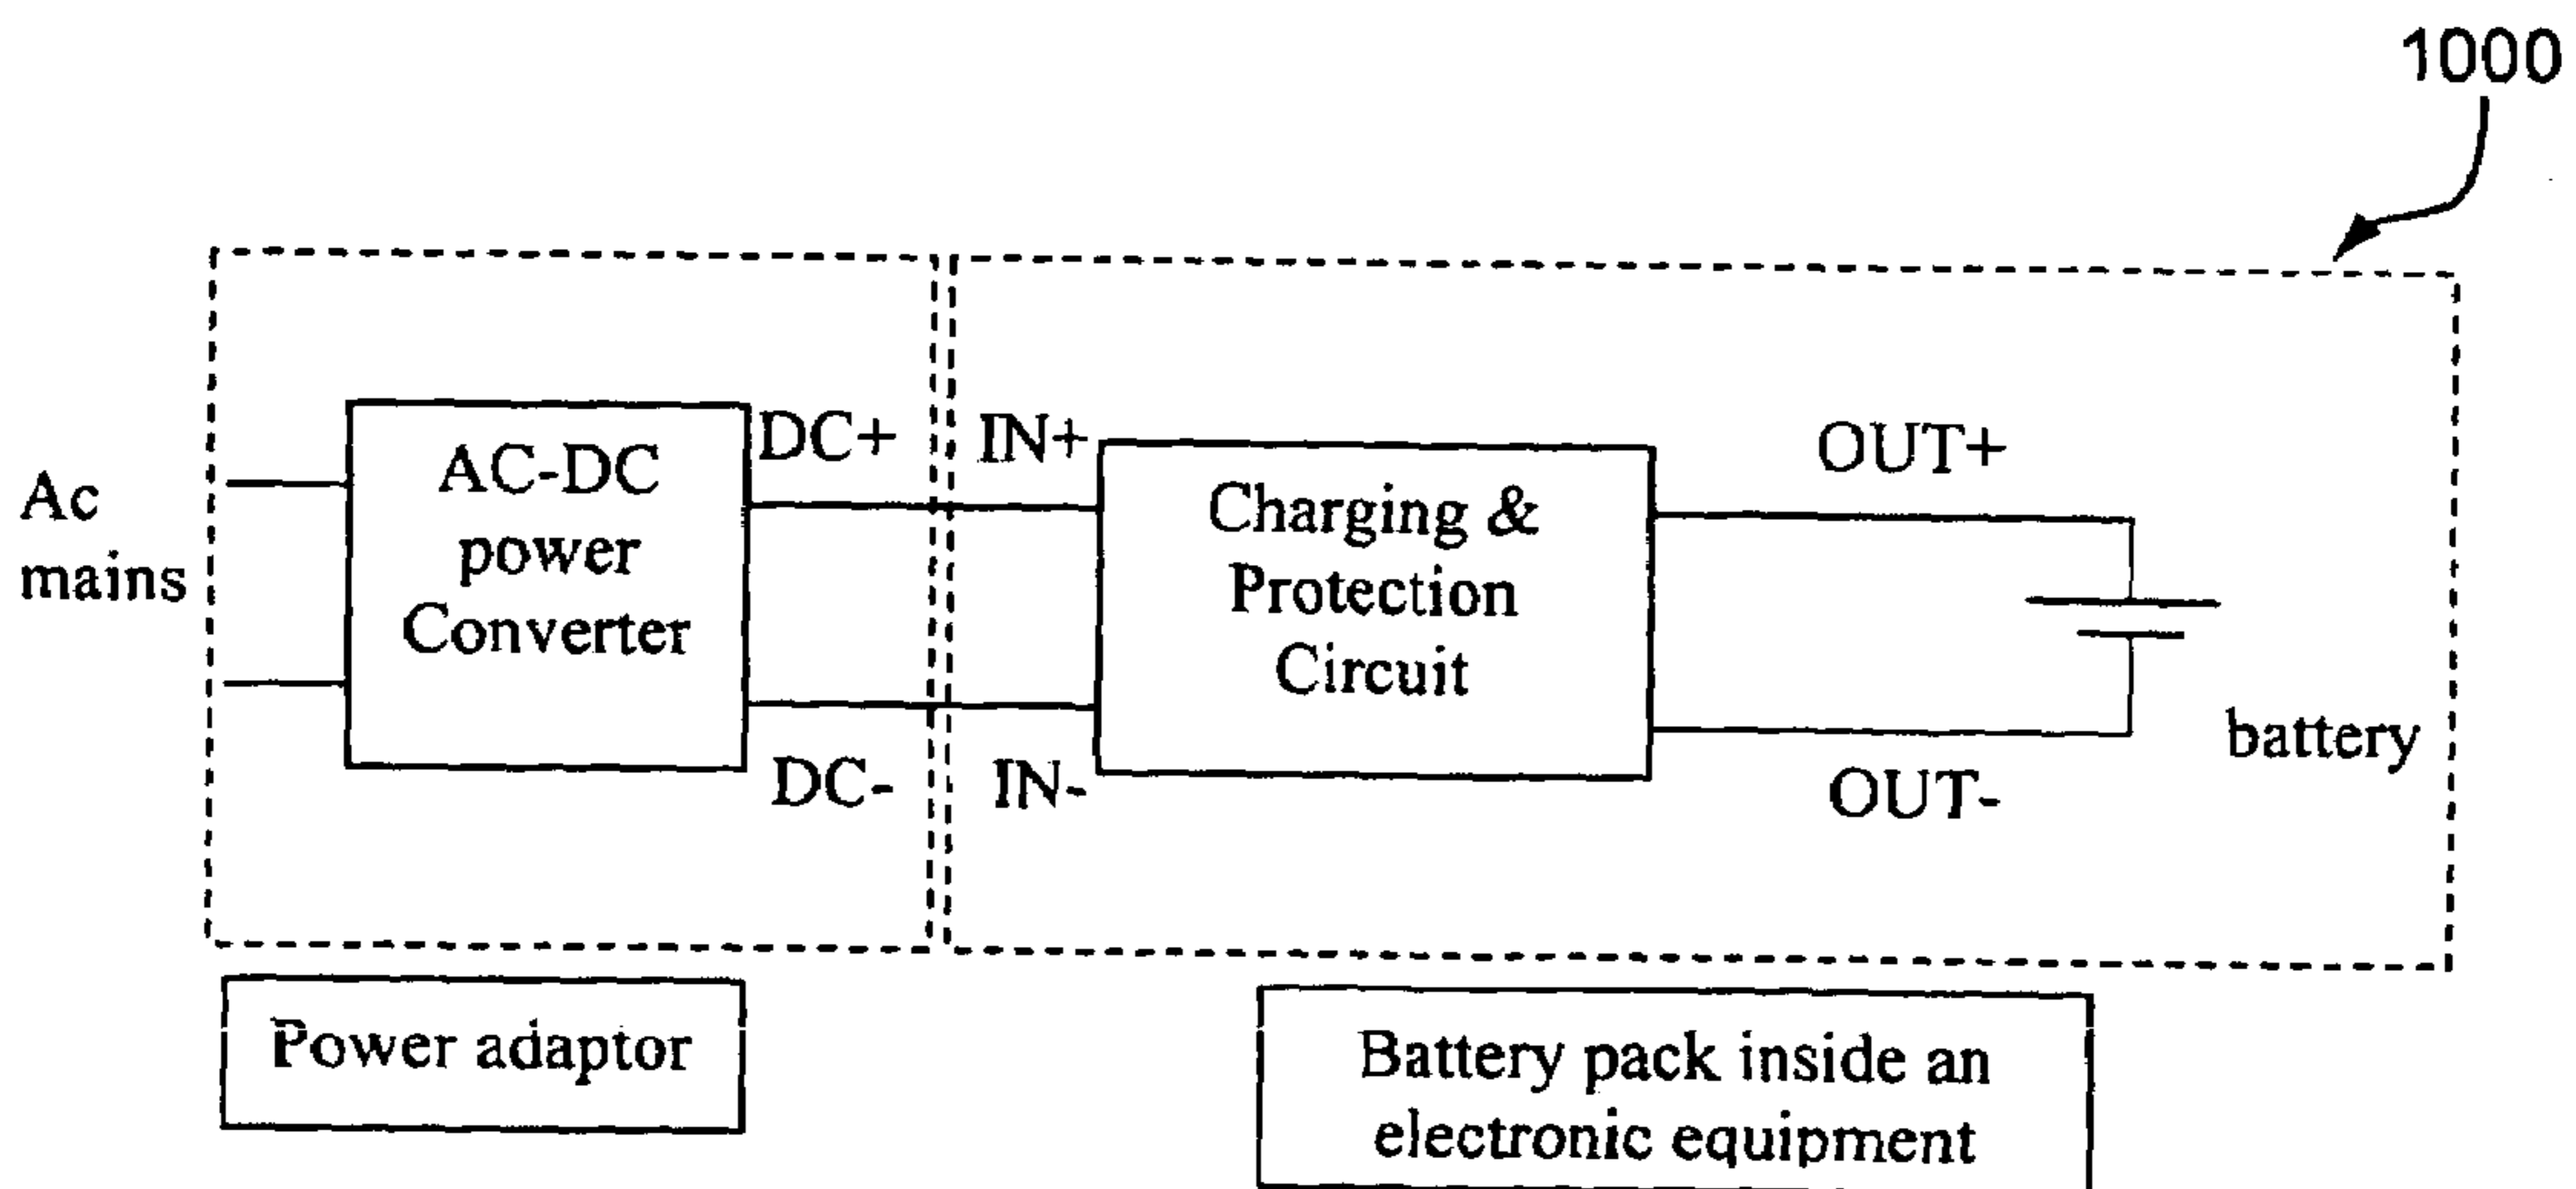 1000
Ac
mains
AC-DC
power
Converter
DC+
DC-
IN+
IN-
Charging &
Protection
Circuit
OUT+
OUT-
battery
Power adaptor
Battery pack inside an
electronic equipment